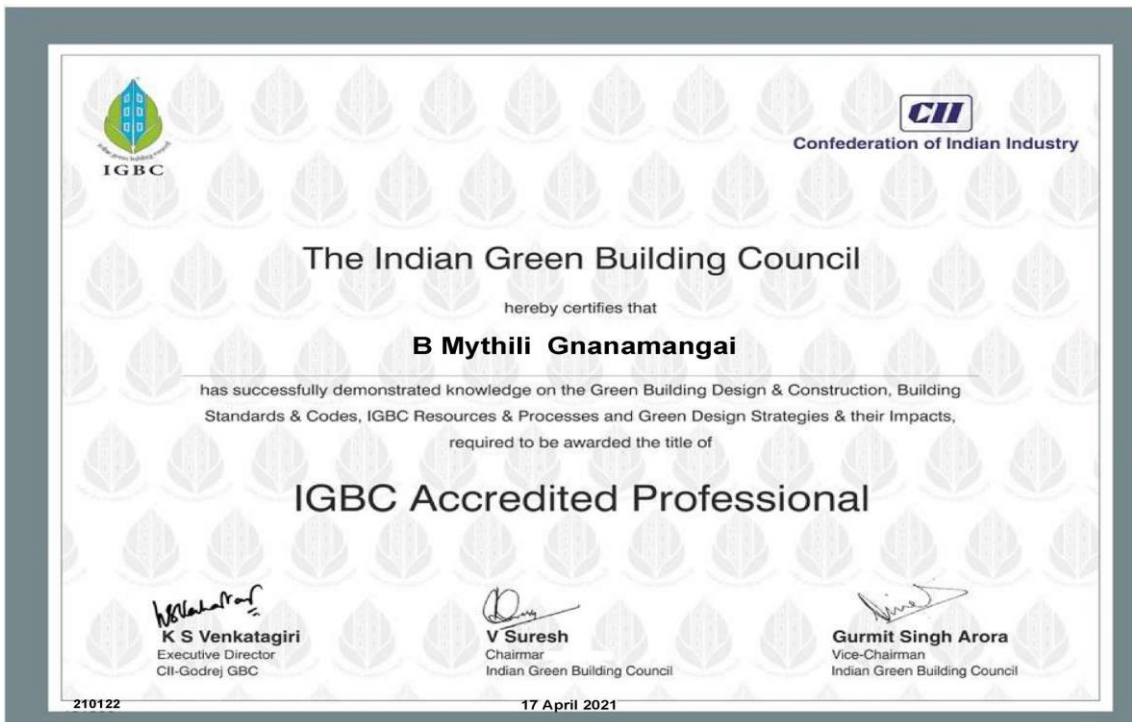 IGBC
CII
Confederation of Indian Industry
The Indian Green Building Council
hereby certifies that
B Mythili Gnanamangai
has successfully demonstrated knowledge on the Green Building Design & Construction, Building
Standards & Codes, IGBC Resources & Processes and Green Design Strategies & their Impacts,
required to be awarded the title of
IGBC Accredited Professional
K S Venkatagiri
Executive Director
CII-Godrej GBC
V Suresh
Chairmar
Indian Green Building Council
Gurmit Singh Arora
Vice-Chairman
Indian Green Building Council
210122
17 April 2021